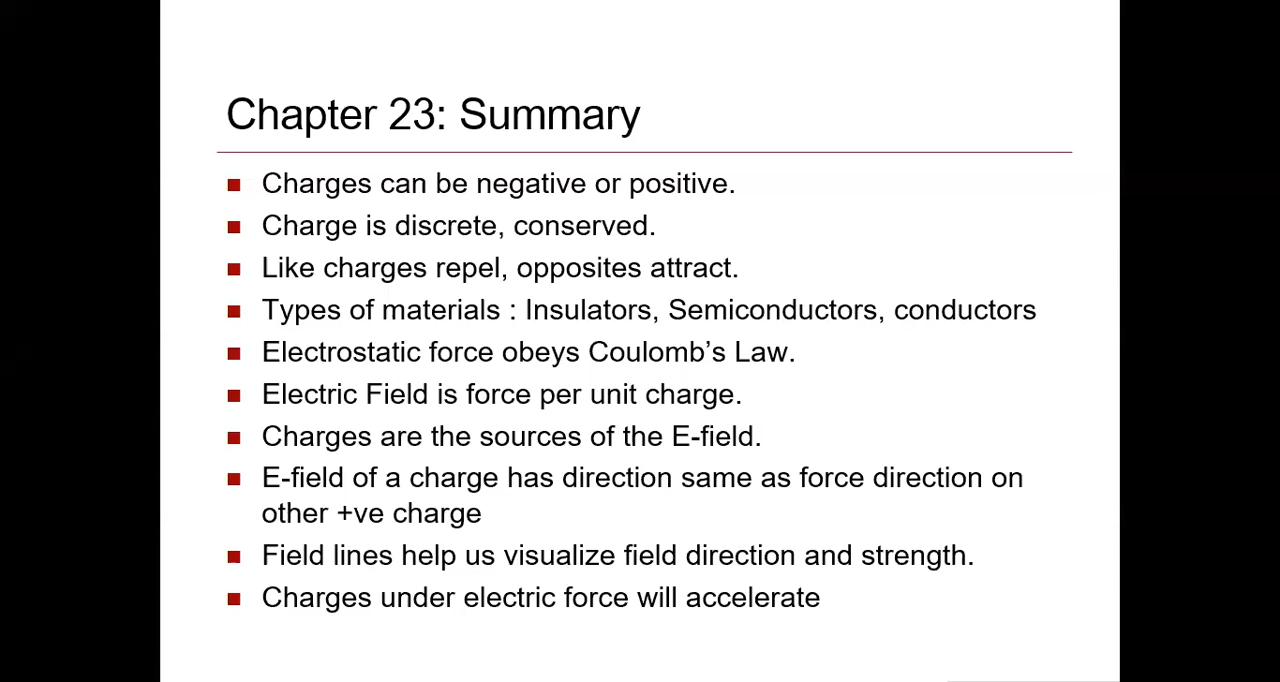 Chapter 23: Summary
Charges can be negative or positive.
Charge is discrete, conserved.
Like charges repel, opposites attract.
Types of materials : Insulators, Semiconductors, conductors
Electrostatic force obeys Coulomb’s Law.
Electric Field is force per unit charge.
Charges are the sources of the E-field.
E-field of a charge has direction same as force direction on
other +ve charge
Field lines help us visualize field direction and strength.
Charges under electric force will accelerate